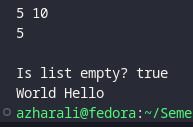 5 10
5
Is list empty? true
World Hello
azharali@fedora:~/Seme